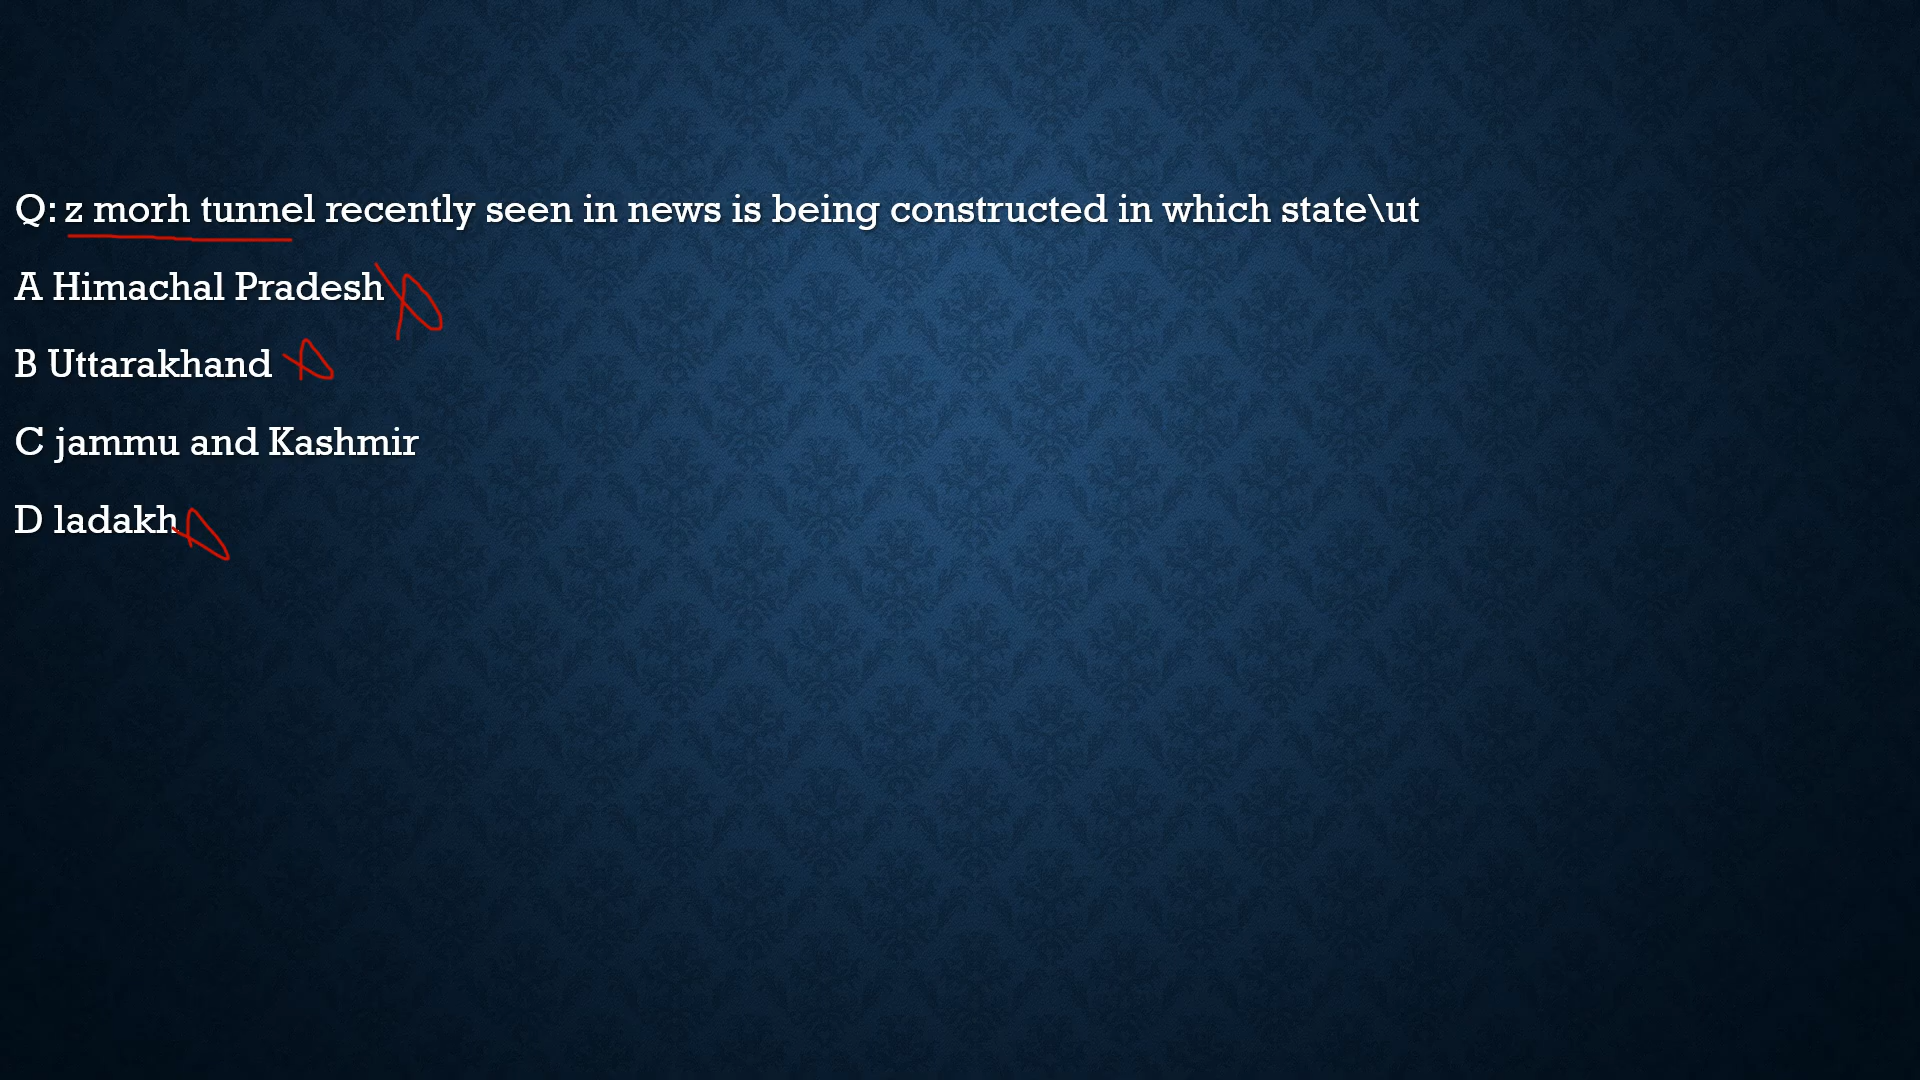 Q: z morh tunnel recently seen in news is being constructed in which state\ut
A Himachal Pradesh
B Uttarakhand
C jammu and Kashmir
D ladakh